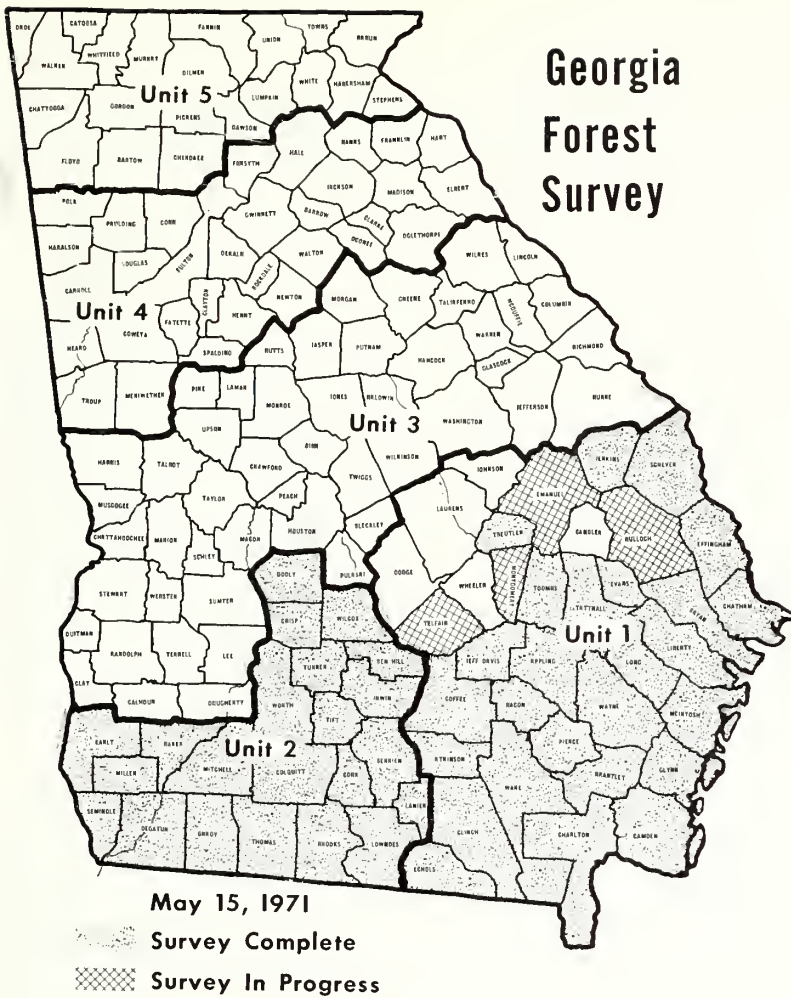 Georgia
Forest
Survey
DADE
CATOOSA
FANNIN
UNION
TOWNS
RABUN
WHITFIELD
MURRAY
WALKER
GILMER
WHITE
HABERSHAM
LUMPKIN
STEPHENS
CHATTOOGA
GORDON
Unit 5
PICKENS
DAWSON
FLOYD
BARTOW
CHEROKEE
FORSYTH
HALL
BANKS
FRANKLIN
HART
POLK
JACKSON
MADISON
ELBERT
PAULDING
COBB
GWINNETT
BARROW
CLARKE
OCONEE
OGLETHORPE
HARALSON
DOUGLAS
FULTON
DEKALB
WALTON
ROCKDALE
WILKES
LINCOLN
CARROLL
Unit 4
CLAYTON
NEWTON
MORGAN
GREENE
TALIAFERRO
MCDUFFIE
COLUMBIA
FAYETTE
HENRY
COWETA
HEARD
SPALDING
BUTTS
JASPER
PUTNAM
WARREN
RICHMOND
HANCOCK
GLASCOCK
TROUP
MERIWETHER
PIKE
LAMAR
MONROE
JONES
BALDWIN
JEFFERSON
BURKE
UPSON
Unit 3
WASHINGTON
HARRIS
TALBOT
CRAWFORD
BIBB
WILKINSON
JOHNSON
JENKINS
SCREVEN
TAYLOR
PEACH
TWIGGS
EMANUEL
MUSCOGEE
LAURENS
CHATTAHOOCHEE
MARION
MACON
HOUSTON
BLECKLEY
TREUTLEN
CANDLER
BULLOCH
EFFINGHAM
SCHLEY
PULASKI
DODGE
WHEELER
MONTGOMERY
TOOMBS
EVANS
BRYAN
CHATHAM
DOOLY
STEWART
WEBSTER
SUMTER
CRISP
WILCOX
TELFAIR
TATTNALL
Unit 1
LIBERTY
QUITMAN
RANDOLPH
TERRELL
LEE
TURNER
BEN HILL
JEFF DAVIS
APPLING
LONG
CLAY
CALHOUN
DOUGHERTY
WORTH
IRWIN
COFFEE
BACON
WAYNE
MCINTOSH
TIFT
EARLY
BAKER
Unit 2
PIERCE
MILLER
MITCHELL
COLQUITT
COOK
BERRIEN
ATKINSON
WARE
BRANTLEY
GLYNN
LANIER
SEMINOLE
DECATUR
GRADY
THOMAS
BROOKS
LOWNDES
CLINCH
CHARLTON
CAMDEN
ECHOLS
May 15, 1971
Survey Complete
Survey In Progress